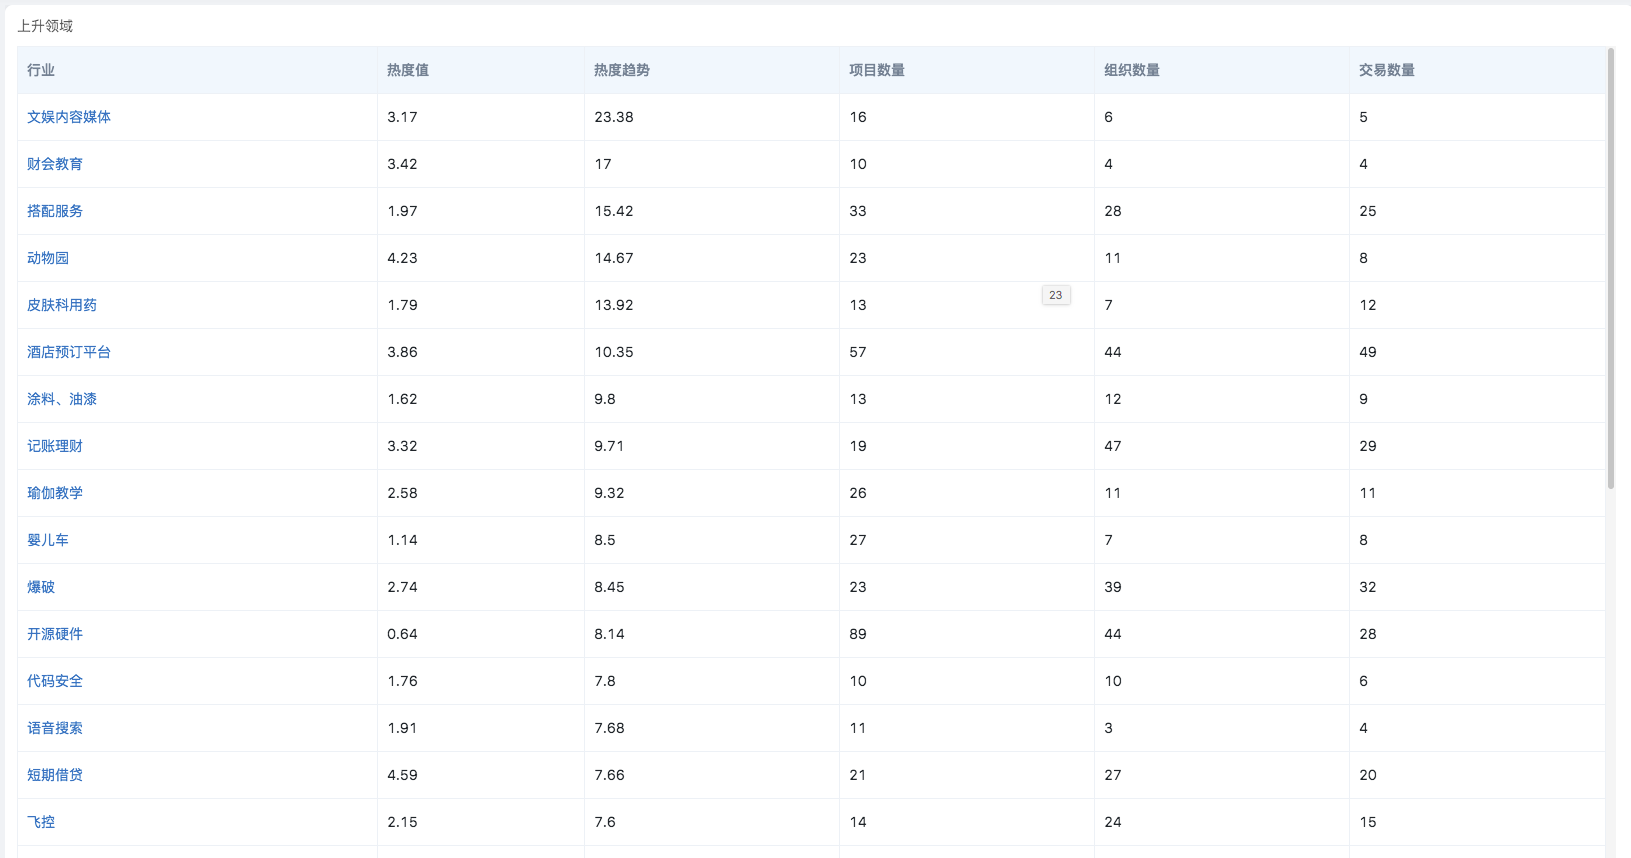 上升领域
行业 热度值 热度趋势 项目数量 组织数量 交易数量
文娱内容媒体 3.17 23.38 16 6 5
财会教育 3.42 17 10 4 4
搭配服务 1.97 15.42 33 28 25
动物园 4.23 14.67 23 11 8
23
皮肤科用药 1.79 13.92 13 7 12
酒店预订平台 3.86 10.35 57 44 49
涂料、油漆 1.62 9.8 13 12 9
记账理财 3.32 9.71 19 47 29
瑜伽教学 2.58 9.32 26 11 11
婴儿车 1.14 8.5 27 7 8
爆破 2.74 8.45 23 39 32
开源硬件 0.64 8.14 89 44 28
代码安全 1.76 7.8 10 10 6
语音搜索 1.91 7.68 11 3 4
短期借贷 4.59 7.66 21 27 20
飞控 2.15 7.6 14 24 15